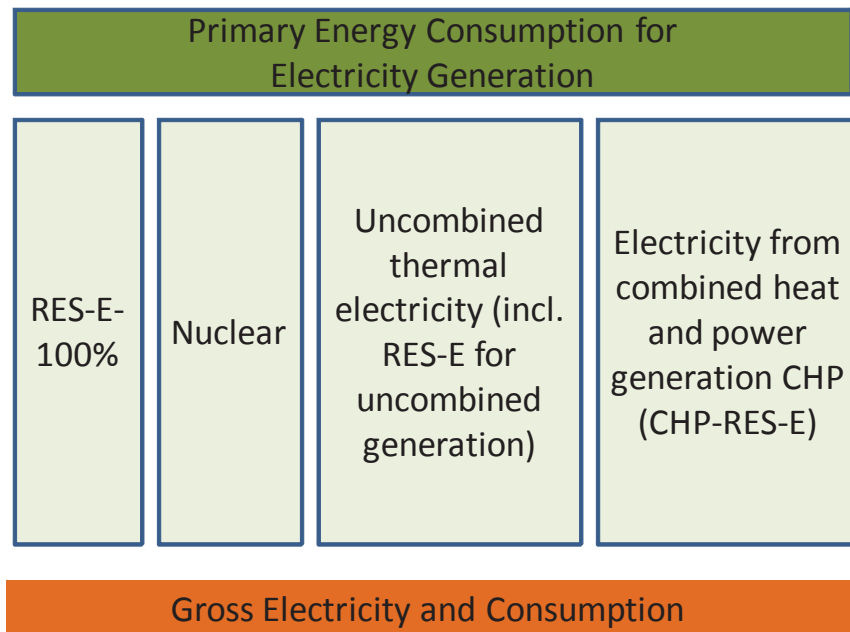 Primary Energy Consumption for
Electricity Generation
RES-E-
100%
Nuclear
Uncombined
thermal
electricity (incl.
RES-E for
uncombined
generation)
Electricity from
combined heat
and power
generation CHP
(CHP-RES-E)
Gross Electricity and Consumption